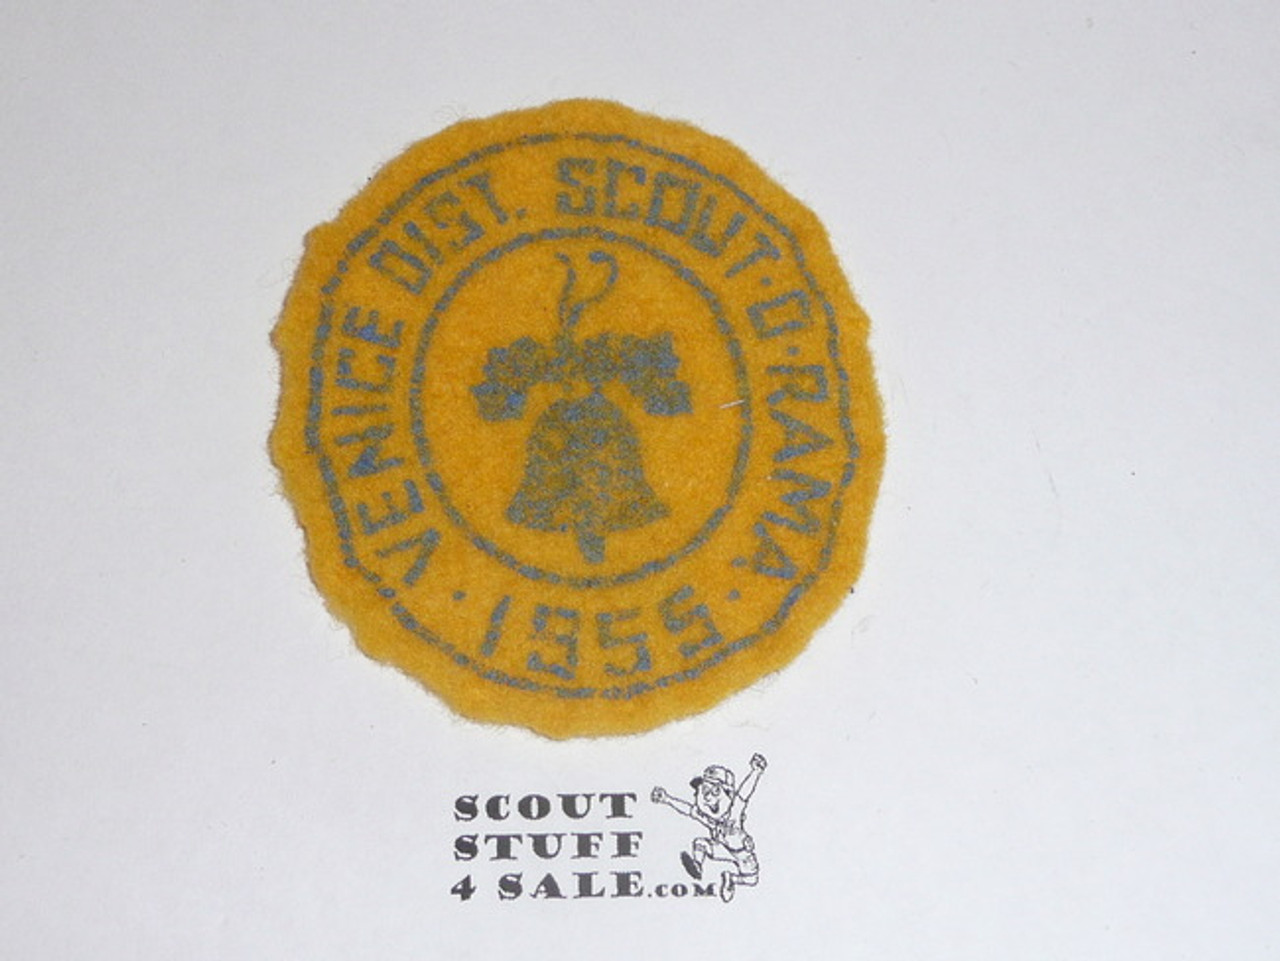 VENICE DIST. SCOUT·O·RAMA
· 1955 ·
SCOUT
STUFF
4 SALE.COM